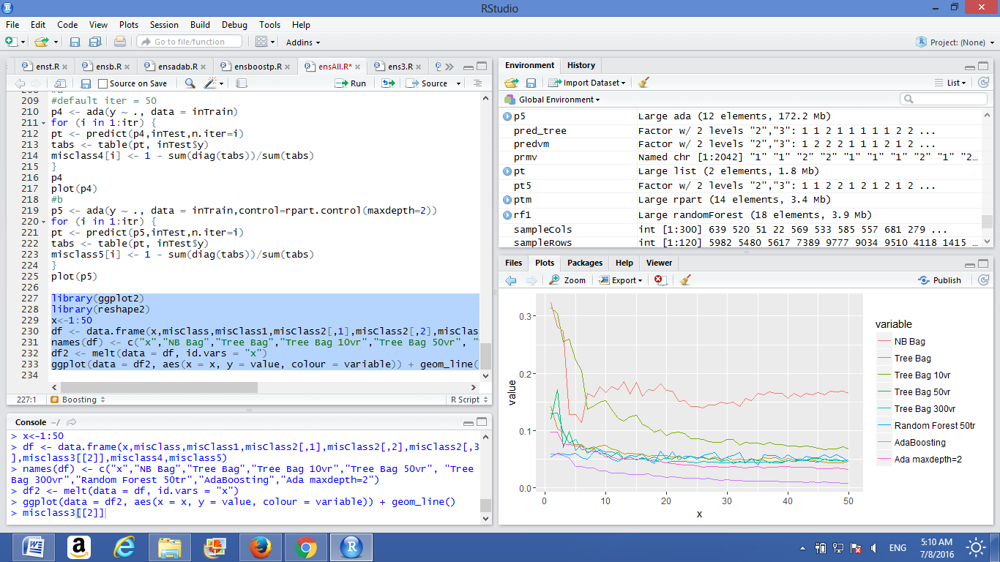 RStudio
File Edit Code View Plots Session Build Debug Tools Help
Go to file/function Addins Project: (None)
enst.R ensb.R ensadab.R ensboostp.R ensAll.R* ens3.R
Source on Save Run Source
209 #default iter = 50
210 p4 <- ada(y ~ ., data = inTrain)
211 for (i in 1:itr) {
212 pt <- predict(p4,inTest,n.iter=i)
213 tabs <- table(pt, inTest$y)
214 misclass4[i] <- 1 - sum(diag(tabs))/sum(tabs)
215 }
216 p4
217 plot(p4)
218 #b
219 p5 <- ada(y ~ ., data = inTrain,control=rpart.control(maxdepth=2))
220 for (i in 1:itr) {
221 pt <- predict(p5,inTest,n.iter=i)
222 tabs <- table(pt, inTest$y)
223 misclass5[i] <- 1 - sum(diag(tabs))/sum(tabs)
224 }
225 plot(p5)
226
227 library(ggplot2)
228 library(reshape2)
229 x<-1:50
230 df <- data.frame(x,misClass,misClass1,misClass2[,1],misClass2[,2],misClas
231 names(df) <- c("x","NB Bag","Tree Bag","Tree Bag 10vr","Tree Bag 50vr", "
232 df2 <- melt(data = df, id.vars = "x")
233 ggplot(data = df2, aes(x = x, y = value, colour = variable)) + geom_line(
234
227:1 Boosting R Script
Console ~/
> x<-1:50
> df <- data.frame(x,misClass,misClass1,misClass2[,1],misClass2[,2],misClass2[,3
],misclass3[[2]],misclass4,misclass5)
> names(df) <- c("x","NB Bag","Tree Bag","Tree Bag 10vr","Tree Bag 50vr", "Tree
Bag 300vr","Random Forest 50tr","AdaBoosting","Ada maxdepth=2")
> df2 <- melt(data = df, id.vars = "x")
> ggplot(data = df2, aes(x = x, y = value, colour = variable)) + geom_line()
> misclass3[[2]]
Environment History
Import Dataset List
Global Environment
p5 Large ada (12 elements, 172.2 Mb)
pred_tree Factor w/ 2 levels "2","3": 1 1 2 1 1 1 1 1 2 2 ...
predvm Factor w/ 2 levels "2","3": 1 2 2 2 1 1 1 2 1 2 ...
prmv Named chr [1:2042] "1" "1" "2" "2" "1" "1" "1" "2" "1" "2…
pt Large list (2 elements, 1.8 Mb)
pt5 Factor w/ 2 levels "2","3": 1 2 2 1 2 1 2 1 2 ...
ptm Large rpart (14 elements, 3.4 Mb)
rf1 Large randomForest (18 elements, 3.9 Mb)
sampleCols int [1:300] 639 520 51 22 569 533 585 557 681 279 ...
sampleRows int [1:120] 5982 5480 5617 7389 9777 9034 9510 4118 1415 …
Files Plots Packages Help Viewer
Zoom Export Publish
0.3
0.2
0.1
0.0
value
0 10 20 30 40 50
x
variable
NB Bag
Tree Bag
Tree Bag 10vr
Tree Bag 50vr
Tree Bag 300vr
Random Forest 50tr
AdaBoosting
Ada maxdepth=2
ENG 5:10 AM
7/8/2016